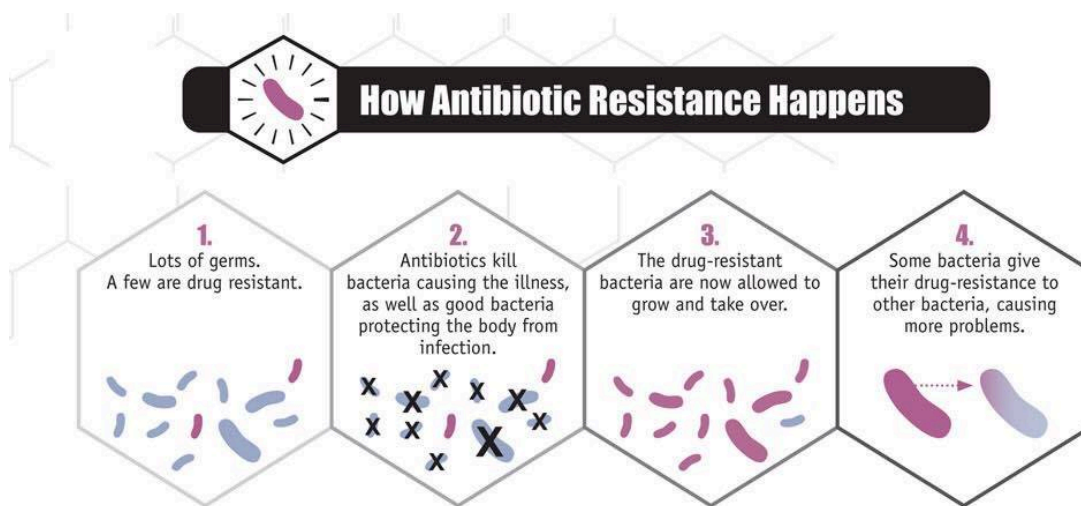 How Antibiotic Resistance Happens
1.
Lots of germs.
A few are drug resistant.
2.
Antibiotics kill
bacteria causing the illness,
as well as good bacteria
protecting the body from
infection.
X X X X X X X X X X
3.
The drug-resistant
bacteria are now allowed to
grow and take over.
4.
Some bacteria give
their drug-resistance to
other bacteria, causing
more problems.